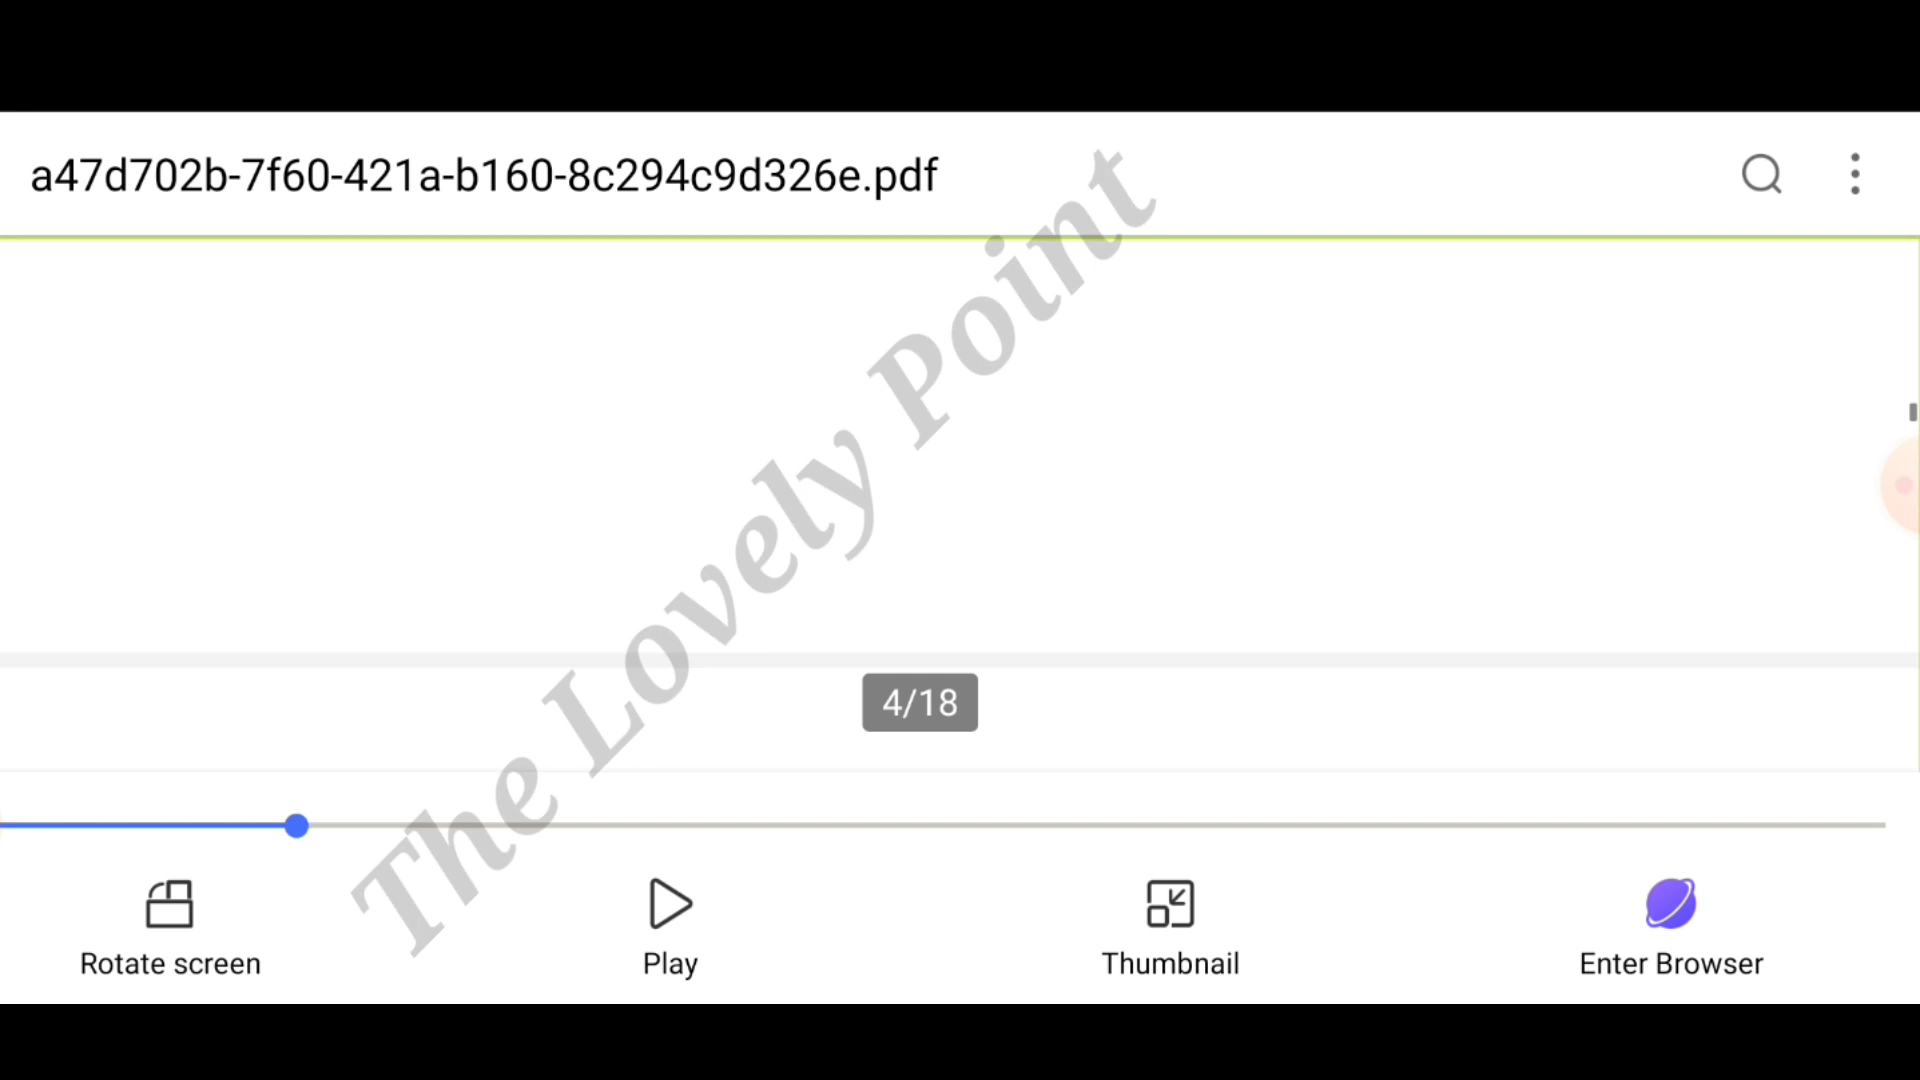 a47d702b-7f60-421a-b160-8c294c9d326e.pdf
The Lovely Point
4/18
Rotate screen
Play
Thumbnail
Enter Browser